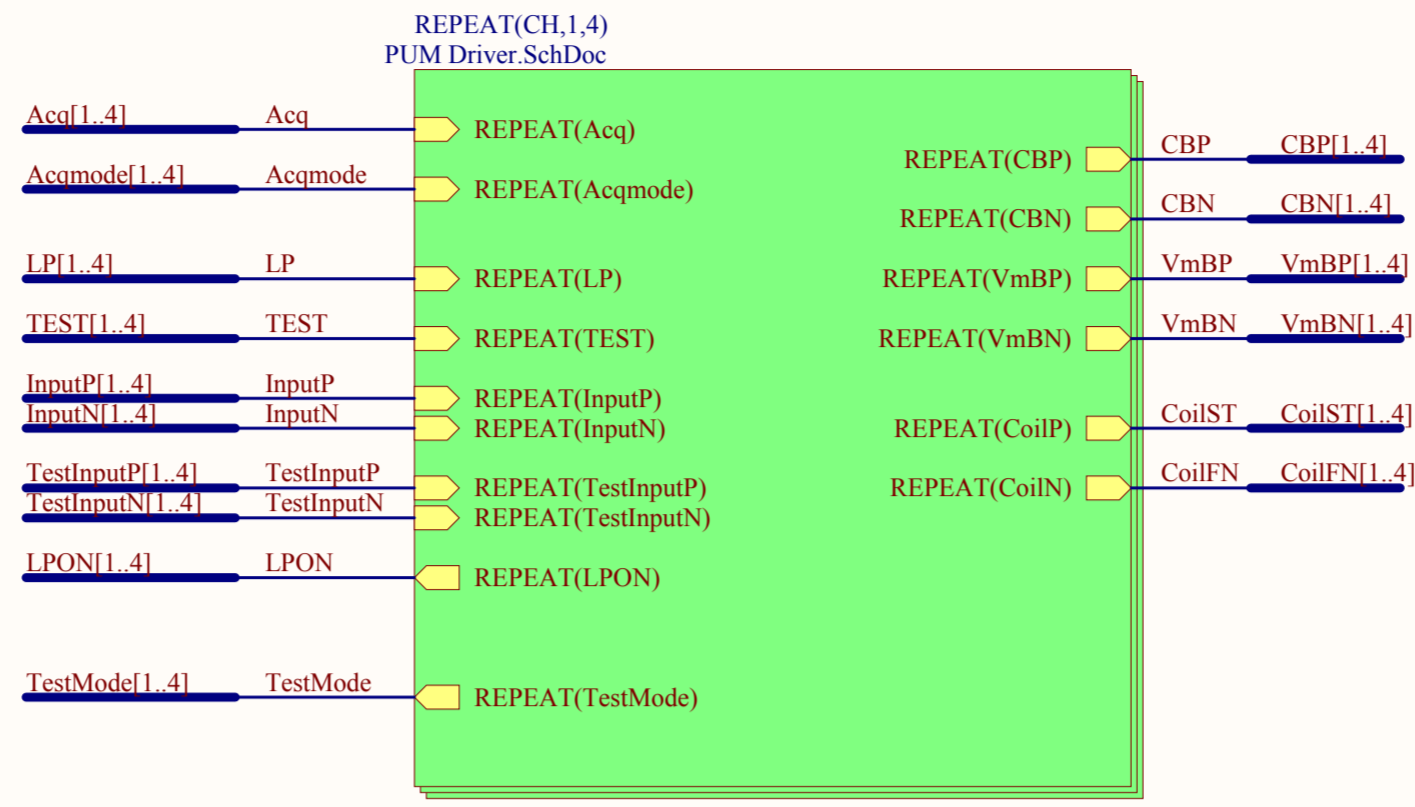 REPEAT(CH,1,4)
PUM Driver.SchDoc
Acq[1..4] Acq REPEAT(Acq)
REPEAT(CBP) CBP CBP[1..4]
Acqmode[1..4] Acqmode REPEAT(Acqmode)
REPEAT(CBN) CBN CBN[1..4]
LP[1..4] LP REPEAT(LP) REPEAT(VmBP) VmBP VmBP[1..4]
TEST[1..4] TEST REPEAT(TEST) REPEAT(VmBN) VmBN VmBN[1..4]
InputP[1..4] InputP REPEAT(InputP)
InputN[1..4] InputN REPEAT(InputN) REPEAT(CoilP) CoilST CoilST[1..4]
TestInputP[1..4] TestInputP REPEAT(TestInputP) REPEAT(CoilN) CoilFN CoilFN[1..4]
TestInputN[1..4] TestInputN REPEAT(TestInputN)
LPON[1..4] LPON REPEAT(LPON)
TestMode[1..4] TestMode REPEAT(TestMode)